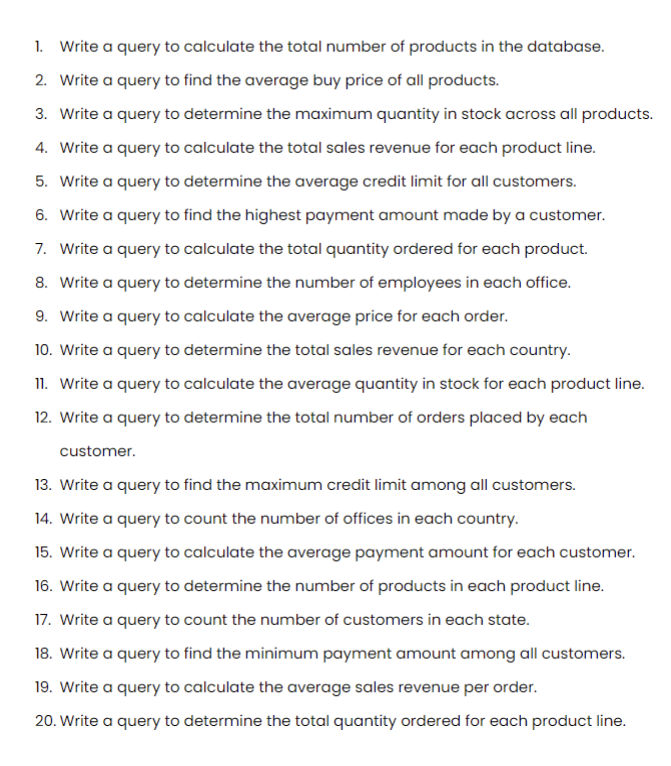 1. Write a query to calculate the total number of products in the database.
2. Write a query to find the average buy price of all products.
3. Write a query to determine the maximum quantity in stock across all products.
4. Write a query to calculate the total sales revenue for each product line.
5. Write a query to determine the average credit limit for all customers.
6. Write a query to find the highest payment amount made by a customer.
7. Write a query to calculate the total quantity ordered for each product.
8. Write a query to determine the number of employees in each office.
9. Write a query to calculate the average price for each order.
10. Write a query to determine the total sales revenue for each country.
11. Write a query to calculate the average quantity in stock for each product line.
12. Write a query to determine the total number of orders placed by each
customer.
13. Write a query to find the maximum credit limit among all customers.
14. Write a query to count the number of offices in each country.
15. Write a query to calculate the average payment amount for each customer.
16. Write a query to determine the number of products in each product line.
17. Write a query to count the number of customers in each state.
18. Write a query to find the minimum payment amount among all customers.
19. Write a query to calculate the average sales revenue per order.
20. Write a query to determine the total quantity ordered for each product line.